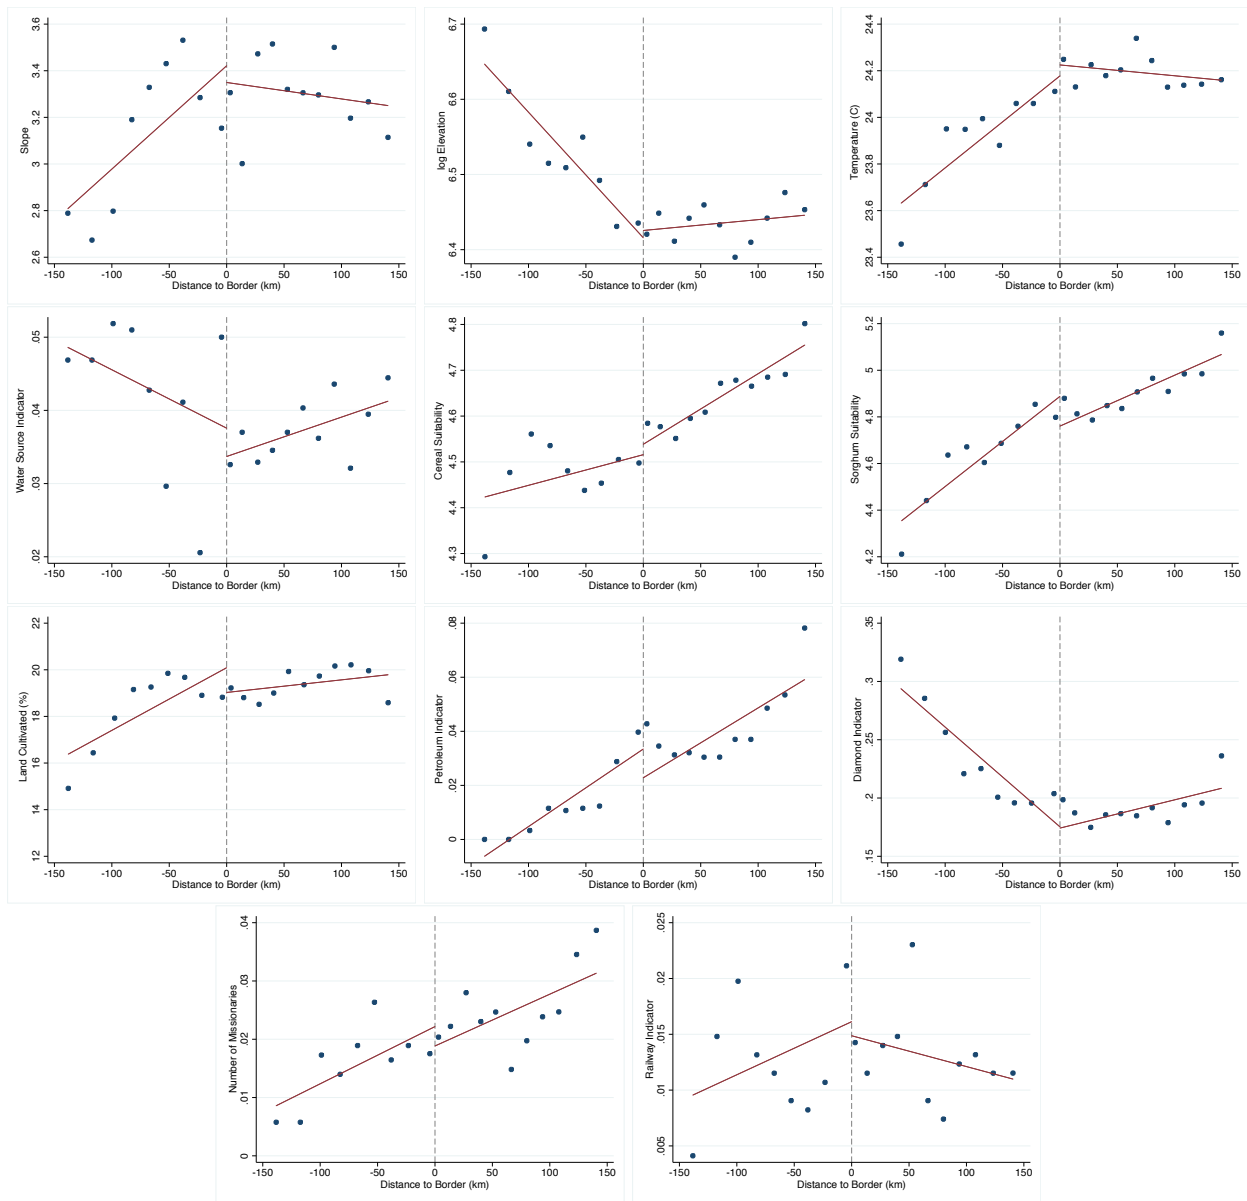 3.6
3.4
3.2
3
2.8
2.6
Slope
-150 -100 -50 0 50 100 150
Distance to Border (km)
6.7
6.6
6.5
6.4
log Elevation
-150 -100 -50 0 50 100 150
Distance to Border (km)
24.4
24.2
24
23.8
23.6
23.4
Temperature (C)
-150 -100 -50 0 50 100 150
Distance to Border (km)
.05
.04
.03
.02
Water Source Indicator
-150 -100 -50 0 50 100 150
Distance to Border (km)
4.8
4.7
4.6
4.5
4.4
4.3
Cereal Suitability
-150 -100 -50 0 50 100 150
Distance to Border (km)
5.2
5
4.8
4.6
4.4
4.2
Sorghum Suitability
-150 -100 -50 0 50 100 150
Distance to Border (km)
22
20
18
16
14
12
Land Cultivated (%)
-150 -100 -50 0 50 100 150
Distance to Border (km)
.08
.06
.04
.02
0
Petroleum Indicator
-150 -100 -50 0 50 100 150
Distance to Border (km)
.35
.3
.25
.2
.15
Diamond Indicator
-150 -100 -50 0 50 100 150
Distance to Border (km)
.04
.03
.02
.01
0
Number of Missionaries
-150 -100 -50 0 50 100 150
Distance to Border (km)
.025
.02
.015
.01
.005
Railway Indicator
-150 -100 -50 0 50 100 150
Distance to Border (km)